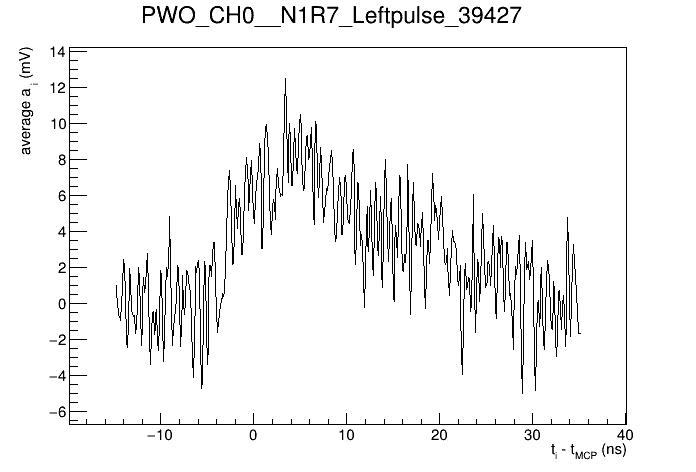 PWO_CH0__N1R7_Leftpulse_39427
average a_i (mV)
14
12
10
8
6
4
2
0
−2
−4
−6
−10 0 10 20 30 40
t_i - t_MCP (ns)